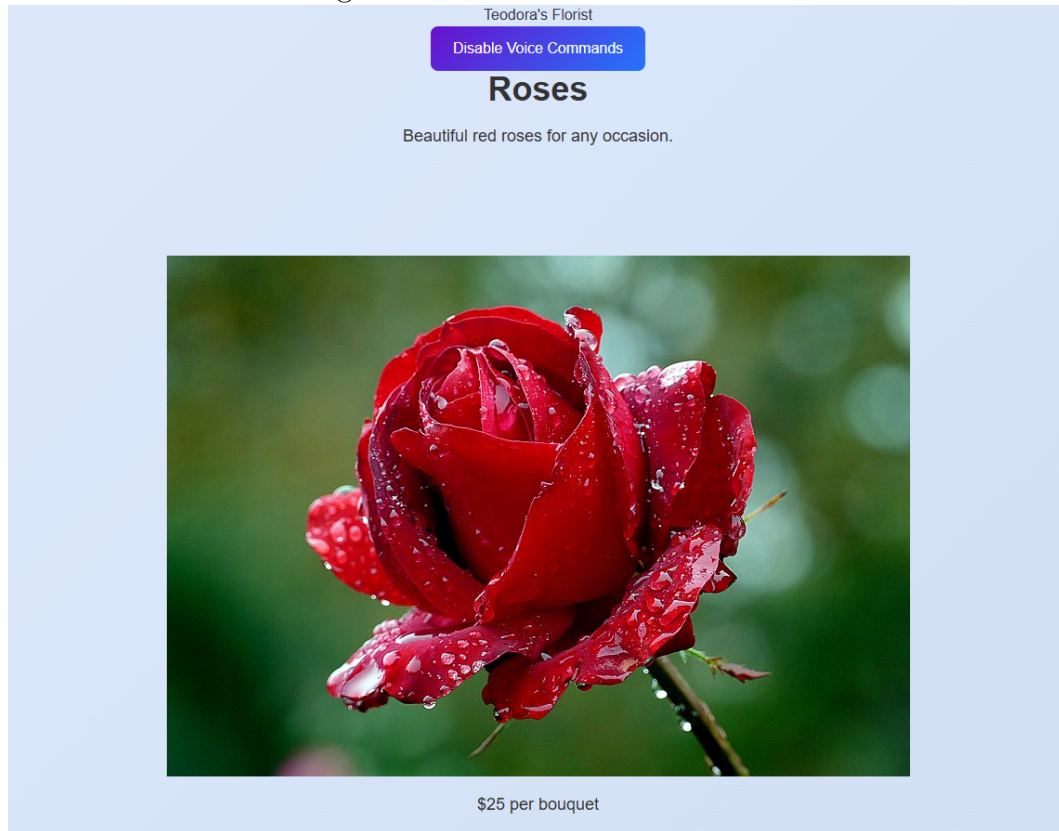 Teodora's Florist
Disable Voice Commands
Roses
Beautiful red roses for any occasion.
$25 per bouquet